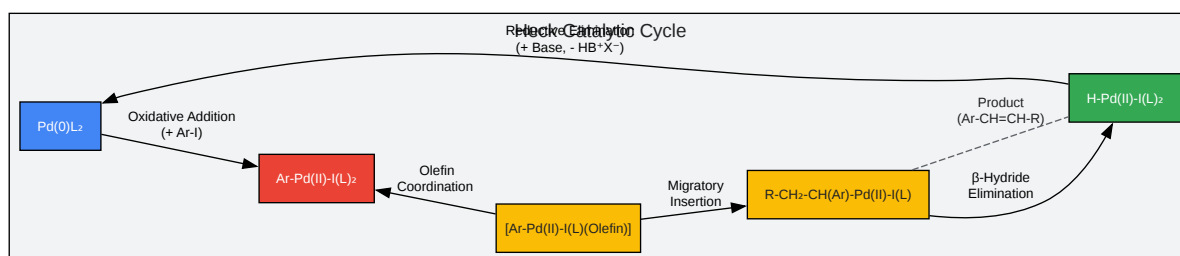 Heck Catalytic Cycle
Reductive Elimination
(+ Base, - HB⁺X⁻)
Pd(0)L₂
Oxidative Addition
(+ Ar-I)
Ar-Pd(II)-I(L)₂
Olefin
Coordination
[Ar-Pd(II)-I(L)(Olefin)]
Migratory
Insertion
R-CH₂-CH(Ar)-Pd(II)-I(L)
Product
(Ar-CH=CH-R)
β-Hydride
Elimination
H-Pd(II)-I(L)₂